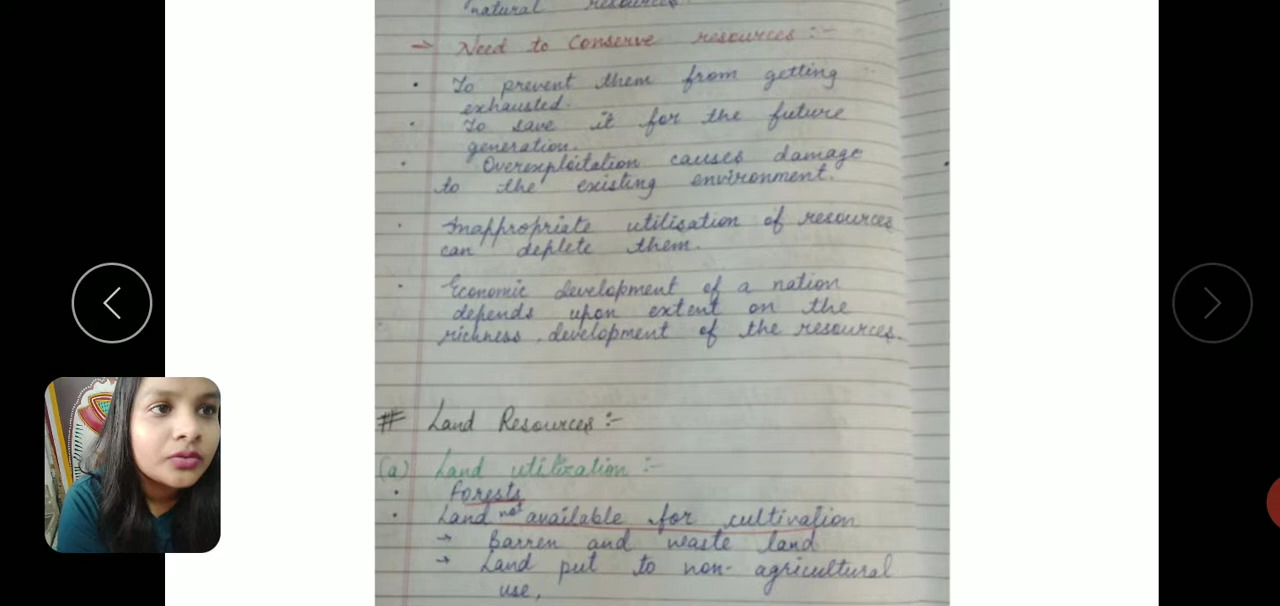 natural resources.
→ Need to Conserve resources :-
• To prevent them from getting
exhausted.
• To save it for the future
generation.
• Overexploitation causes damage
to the existing environment.
• Inappropriate utilisation of resources
can deplete them.
• Economic development of a nation
depends upon extent on the
richness . development of the resources.
# Land Resources :-
(a) Land utilization :-
• Forests
• Land not available for cultivation
→ Barren and waste land
→ Land put to non- agricultural
use,